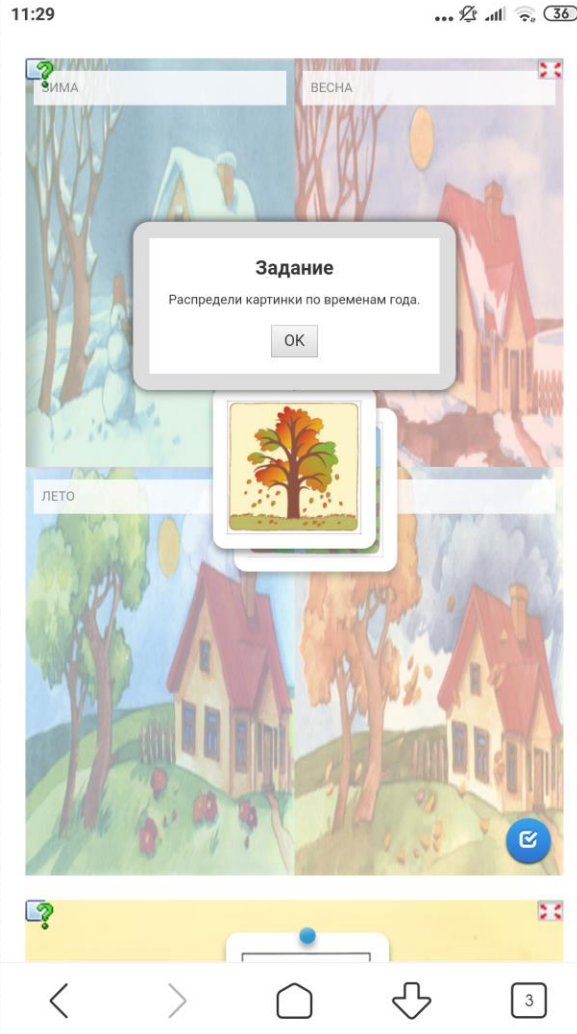 11:29
36
ЗИМА
ВЕСНА
Задание
Распредели картинки по временам года.
OK
ЛЕТО
3